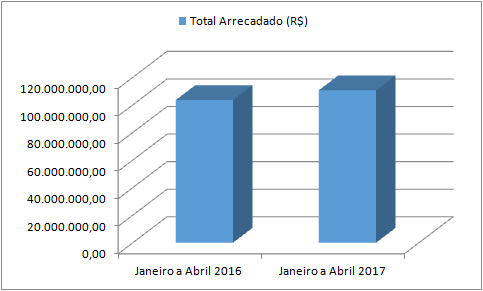 Total Arrecadado (R$)
120.000.000,00
100.000.000,00
80.000.000,00
60.000.000,00
40.000.000,00
20.000.000,00
0,00
Janeiro a Abril 2016
Janeiro a Abril 2017